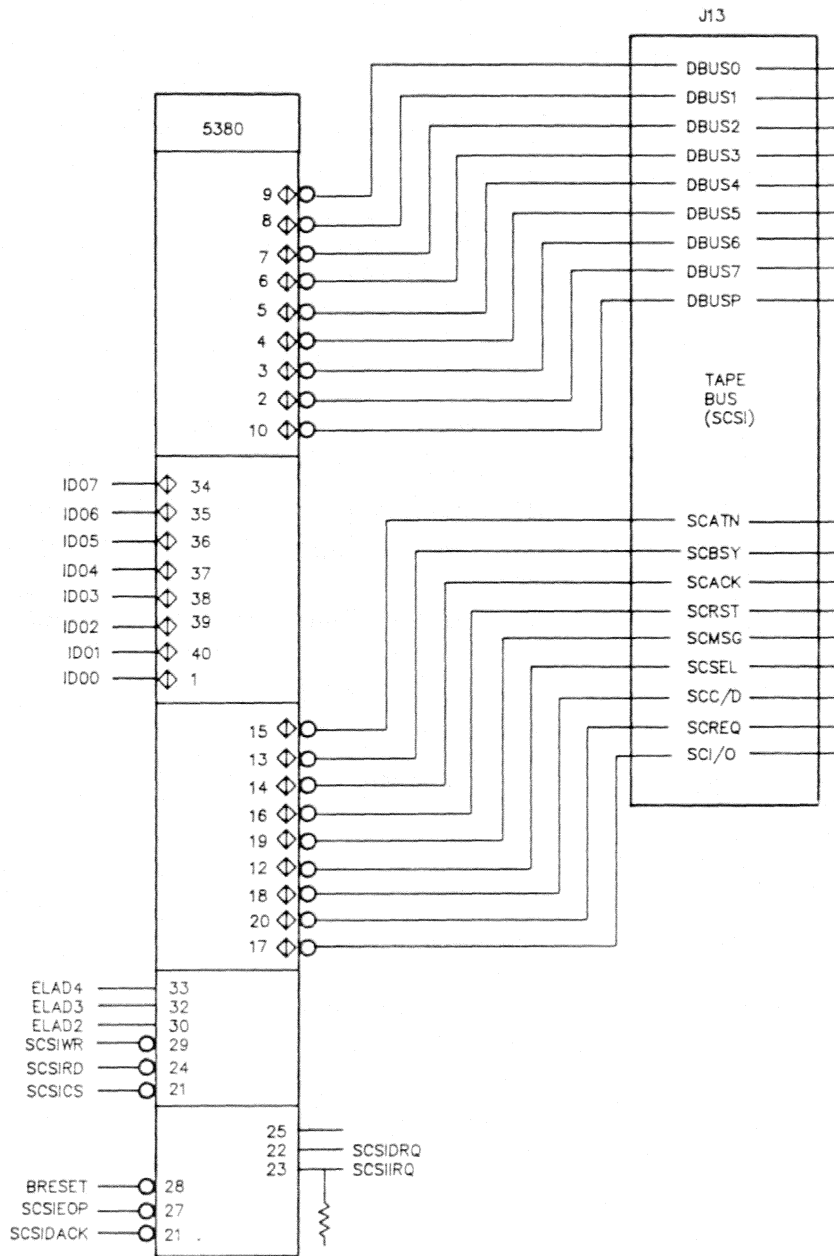 J13
5380
9 DBUS0
8 DBUS1
7 DBUS2
6 DBUS3
5 DBUS4
4 DBUS5
3 DBUS6
2 DBUS7
10 DBUSP
TAPE
BUS
(SCSI)
ID07 34
ID06 35
ID05 36
ID04 37
ID03 38
ID02 39
ID01 40
ID00 1
15 SCATN
13 SCBSY
14 SCACK
16 SCRST
19 SCMSG
12 SCSEL
18 SCC/D
20 SCREQ
17 SCI/O
ELAD4 33
ELAD3 32
ELAD2 30
SCSIWR 29
SCSIRD 24
SCSICS 21
25
22 SCSIDRQ
23 SCSIIRQ
BRESET 28
SCSIEOP 27
SCSIDACK 21